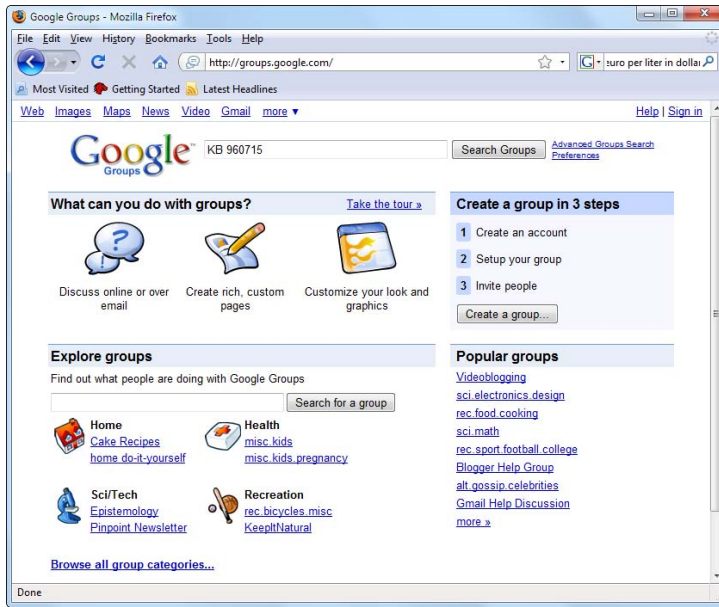 Google Groups - Mozilla Firefox
File Edit View History Bookmarks Tools Help
http://groups.google.com/
euro per liter in dollar
Most Visited Getting Started Latest Headlines
Web Images Maps News Video Gmail more ▼ Help | Sign in
Google™ Groups KB 960715 Search Groups Advanced Groups Search
Preferences
What can you do with groups? Take the tour »
Discuss online or over
email
Create rich, custom
pages
Customize your look and
graphics
Create a group in 3 steps
1 Create an account
2 Setup your group
3 Invite people
Create a group...
Explore groups
Find out what people are doing with Google Groups
Search for a group
Home
Cake Recipes
home do-it-yourself
Health
misc.kids
misc.kids.pregnancy
Sci/Tech
Epistemology
Pinpoint Newsletter
Recreation
rec.bicycles.misc
KeepItNatural
Browse all group categories...
Popular groups
Videoblogging
sci.electronics.design
rec.food.cooking
sci.math
rec.sport.football.college
Blogger Help Group
alt.gossip.celebrities
Gmail Help Discussion
more »
Done